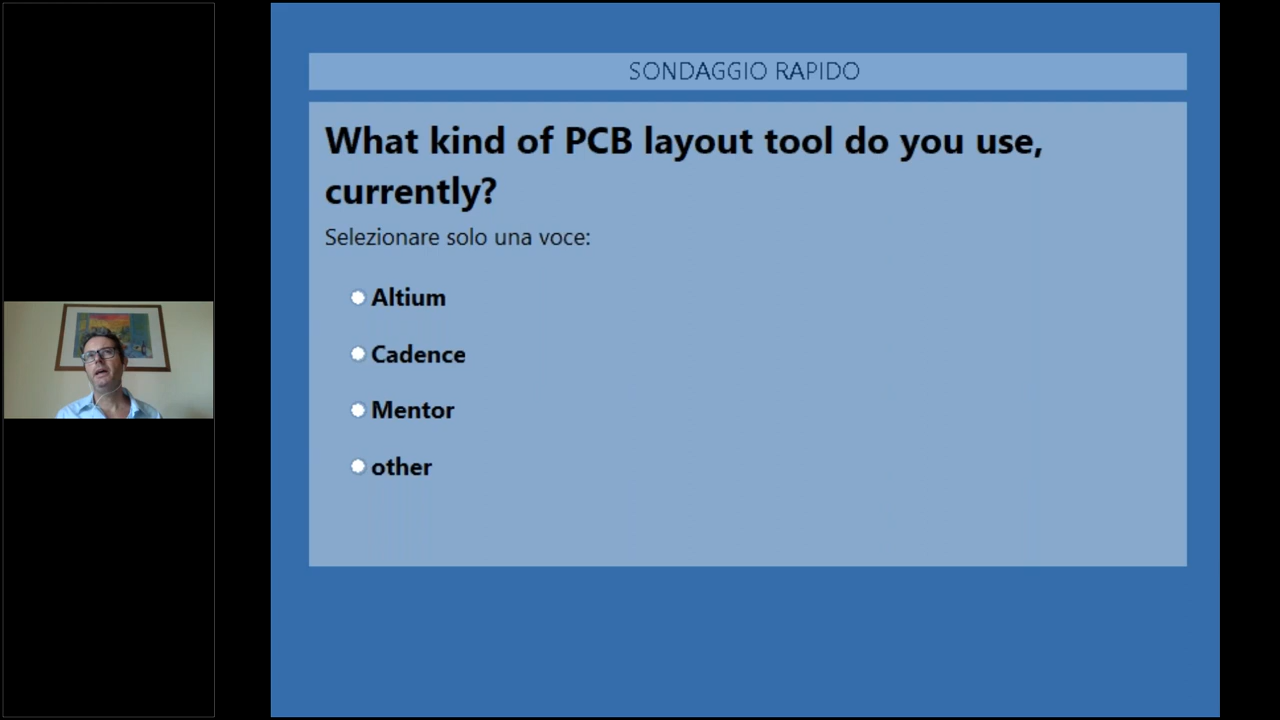 SONDAGGIO RAPIDO
What kind of PCB layout tool do you use,
currently?
Selezionare solo una voce:
Altium
Cadence
Mentor
other